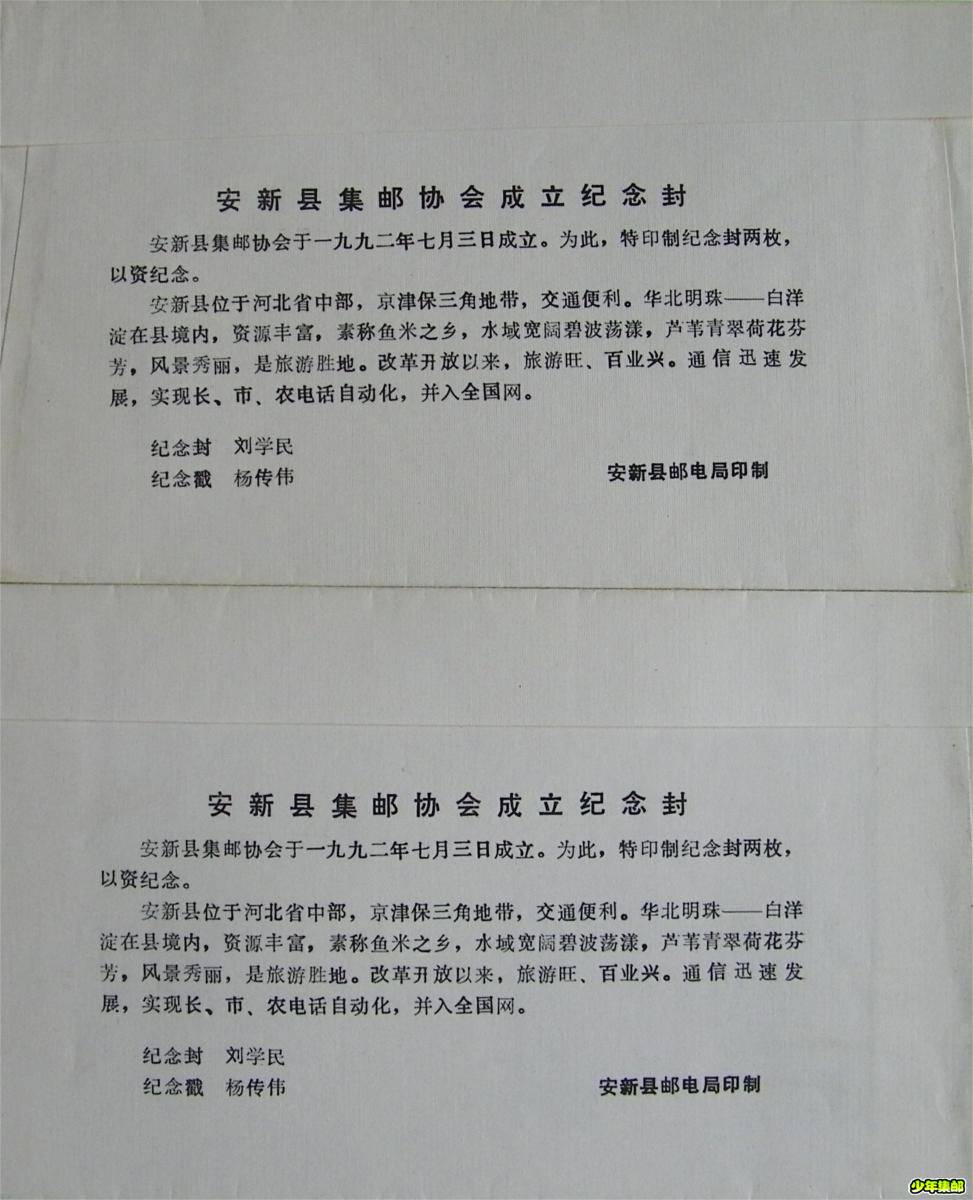 安新县集邮协会成立纪念封
安新县集邮协会于一九九二年七月三日成立。为此，特印制纪念封两枚，
以资纪念。
安新县位于河北省中部，京津保三角地带，交通便利。华北明珠——白洋
淀在县境内，资源丰富，素称鱼米之乡，水域宽阔碧波荡漾，芦苇青翠荷花芬
芳，风景秀丽，是旅游胜地。改革开放以来，旅游旺、百业兴。通信迅速发
展，实现长、市、农电话自动化，并入全国网。
纪念封 刘学民
纪念戳 杨传伟
安新县邮电局印制
安新县集邮协会成立纪念封
安新县集邮协会于一九九二年七月三日成立。为此，特印制纪念封两枚，
以资纪念。
安新县位于河北省中部，京津保三角地带，交通便利。华北明珠——白洋
淀在县境内，资源丰富，素称鱼米之乡，水域宽阔碧波荡漾，芦苇青翠荷花芬
芳，风景秀丽，是旅游胜地。改革开放以来，旅游旺、百业兴。通信迅速发
展，实现长、市、农电话自动化，并入全国网。
纪念封 刘学民
纪念戳 杨传伟
安新县邮电局印制
少年集邮